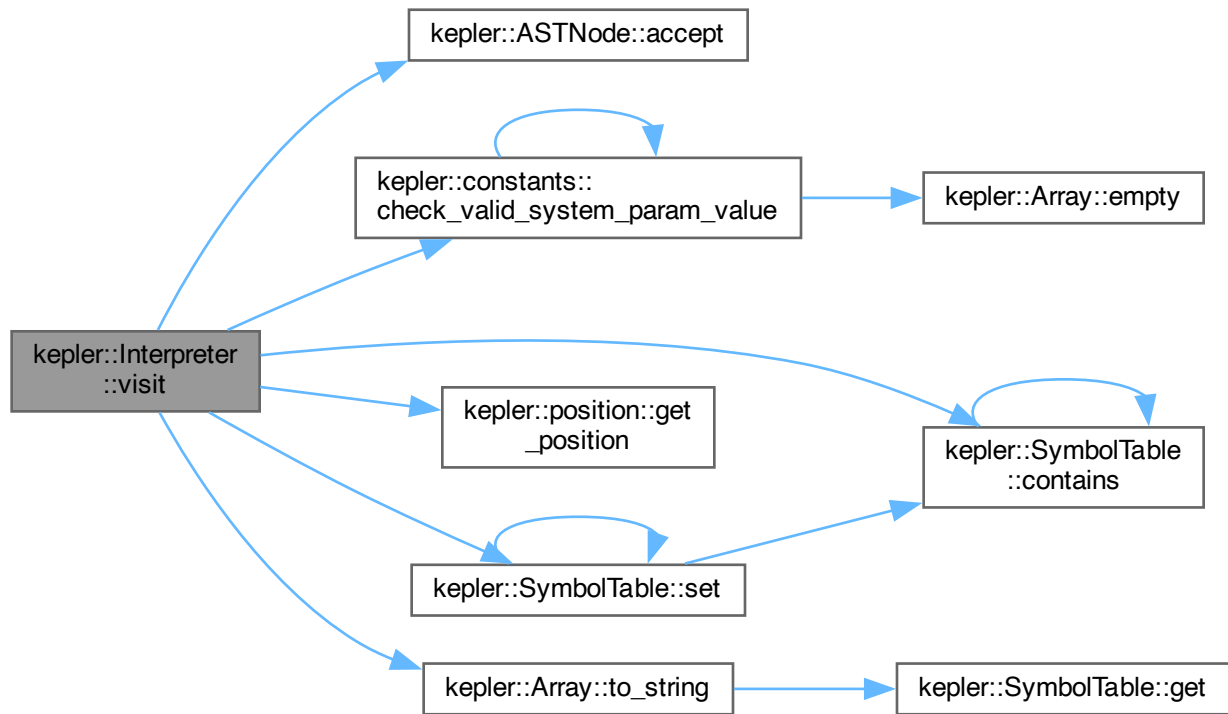 kepler::ASTNode::accept
kepler::constants::
check_valid_system_param_value
kepler::Array::empty
kepler::Interpreter
::visit
kepler::position::get
_position
kepler::SymbolTable
::contains
kepler::SymbolTable::set
kepler::Array::to_string
kepler::SymbolTable::get